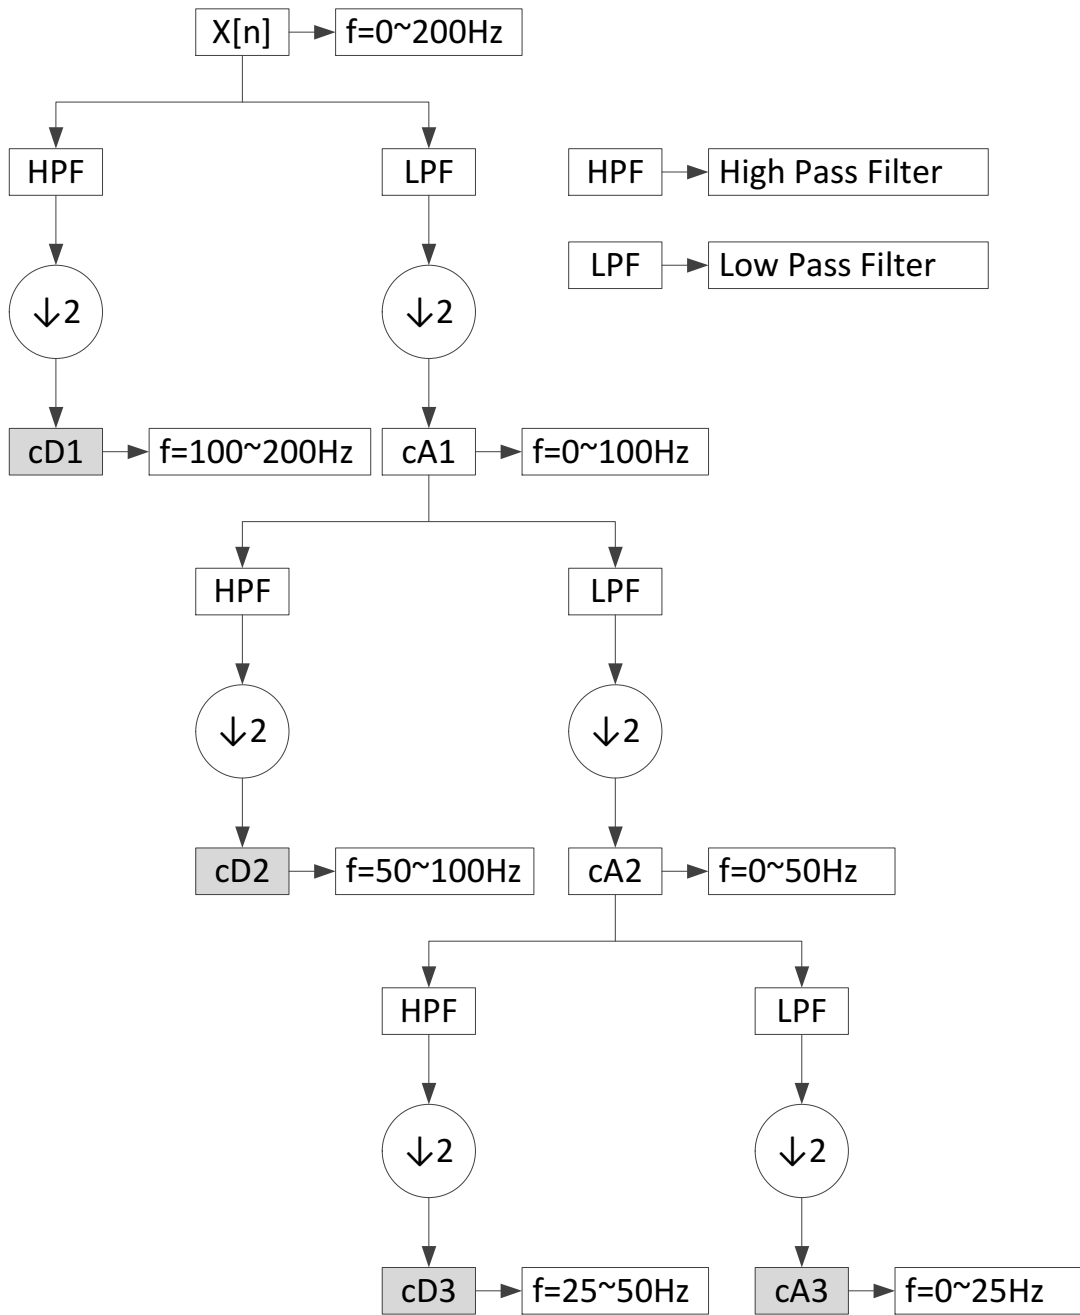 X[n]
f=0~200Hz
HPF
LPF
HPF
High Pass Filter
LPF
Low Pass Filter
↓2
↓2
cD1
f=100~200Hz
cA1
f=0~100Hz
HPF
LPF
↓2
↓2
cD2
f=50~100Hz
cA2
f=0~50Hz
HPF
LPF
↓2
↓2
cD3
f=25~50Hz
cA3
f=0~25Hz